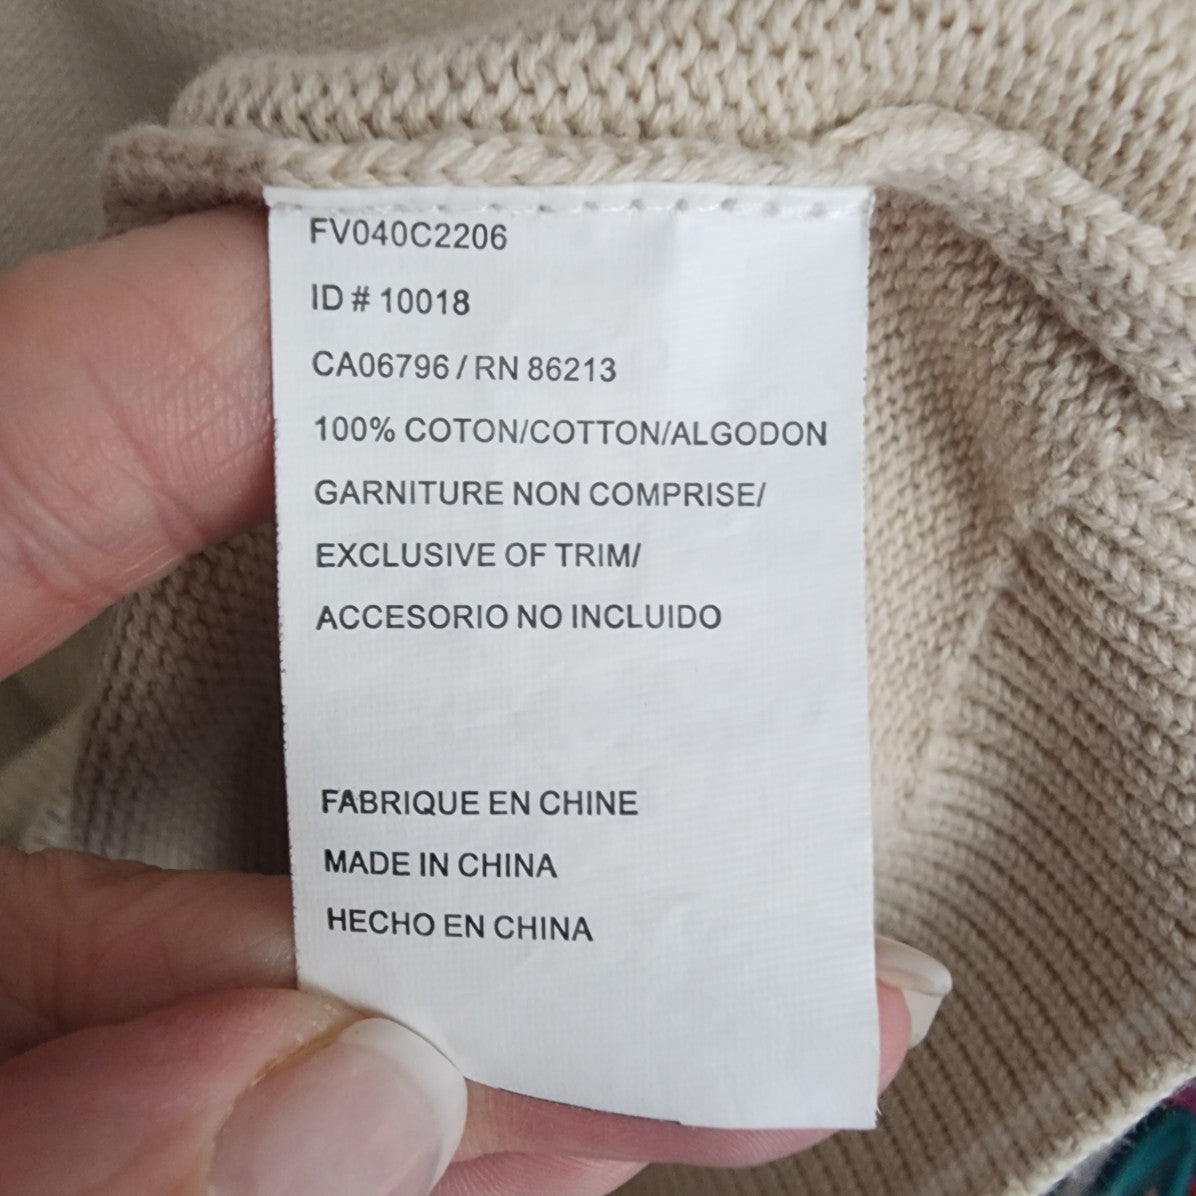 FV040C2206
ID # 10018
CA06796 / RN 86213
100% COTON/COTTON/ALGODON
GARNITURE NON COMPRISE/
EXCLUSIVE OF TRIM/
ACCESORIO NO INCLUIDO
FABRIQUE EN CHINE
MADE IN CHINA
HECHO EN CHINA